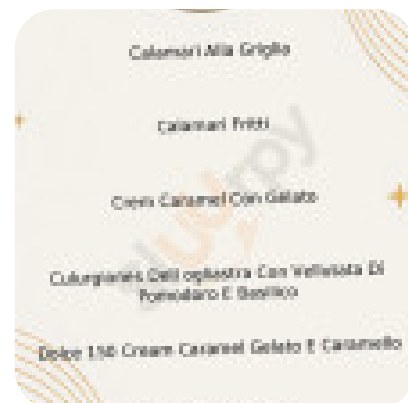 Calamari Alla Griglia
Calamari Fritti
Crem Caramel Con Gelato
Culurgiones Dell ogliastra Con Vellutata Di
Pomodoro E Basilico
Dolce 150 Cream Caramel Gelato E Caramello